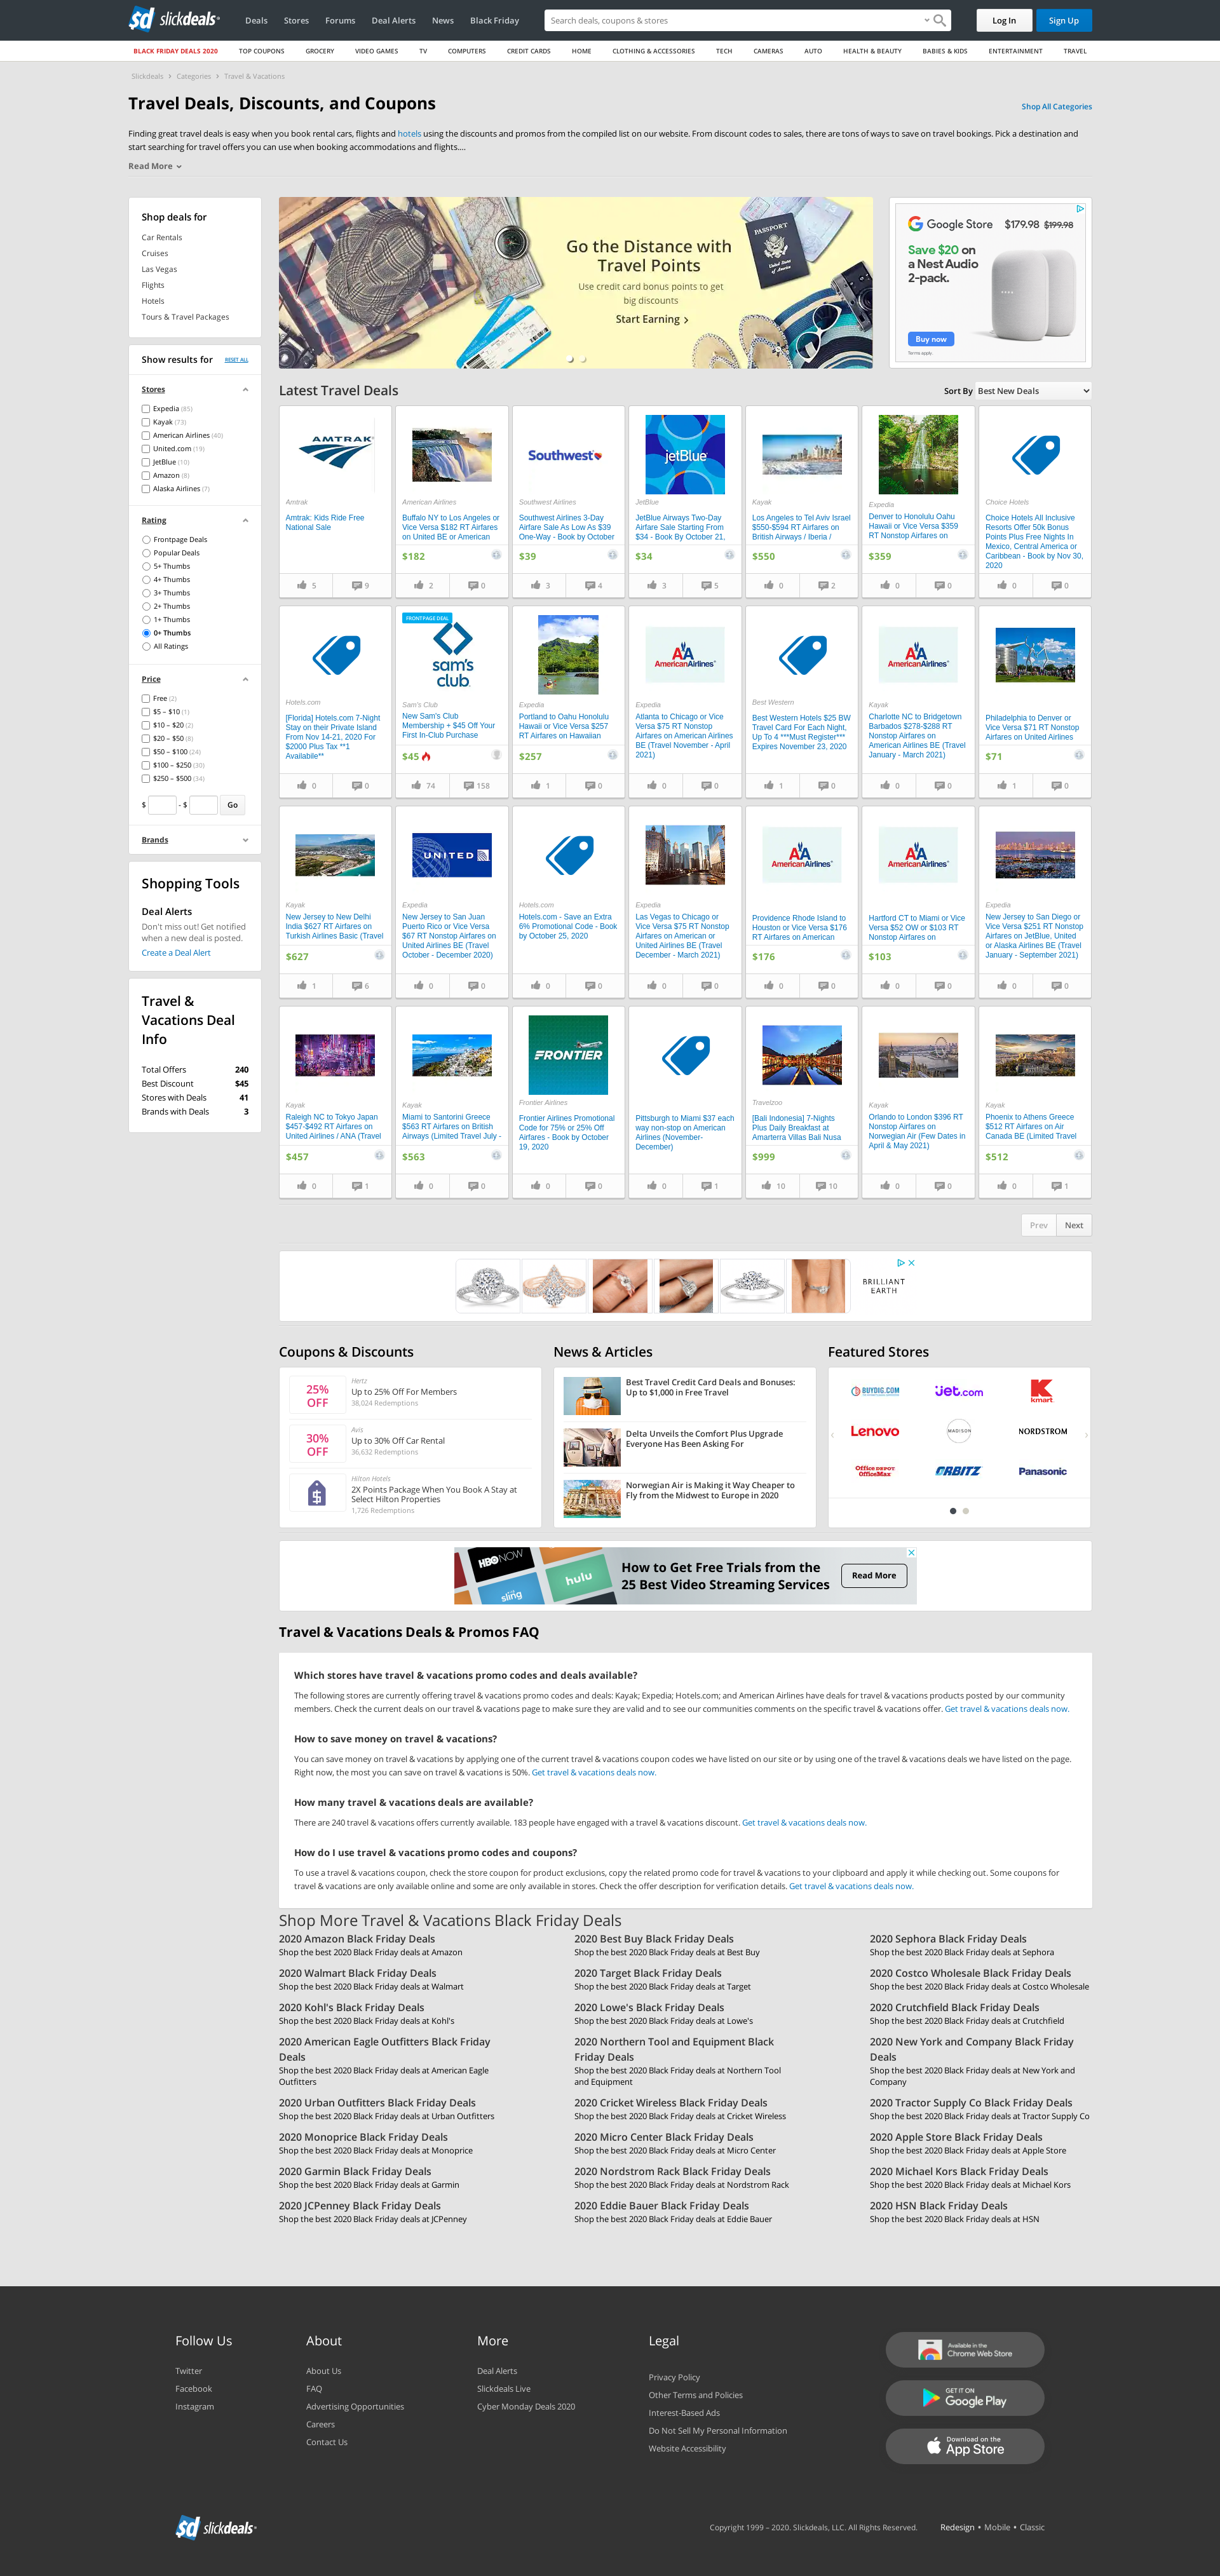 slickdeals
Deals
Stores
Forums
Deal Alerts
News
Black Friday
Search deals, coupons & stores
Log In
Sign Up
BLACK FRIDAY DEALS 2020
TOP COUPONS
GROCERY
VIDEO GAMES
TV
COMPUTERS
CREDIT CARDS
HOME
CLOTHING & ACCESSORIES
TECH
CAMERAS
AUTO
HEALTH & BEAUTY
BABIES & KIDS
ENTERTAINMENT
TRAVEL
Slickdeals › Categories › Travel & Vacations
Travel Deals, Discounts, and Coupons
Shop All Categories
Finding great travel deals is easy when you book rental cars, flights and hotels using the discounts and promos from the compiled list on our website. From discount codes to sales, there are tons of ways to save on travel bookings. Pick a destination and
start searching for travel offers you can use when booking accommodations and flights....
Read More
Shop deals for
Car Rentals
Cruises
Las Vegas
Flights
Hotels
Tours & Travel Packages
Show results for
RESET ALL
Stores
Expedia (85)
Kayak (73)
American Airlines (40)
United.com (19)
JetBlue (10)
Amazon (8)
Alaska Airlines (7)
Rating
Frontpage Deals
Popular Deals
5+ Thumbs
4+ Thumbs
3+ Thumbs
2+ Thumbs
1+ Thumbs
0+ Thumbs
All Ratings
Price
Free (2)
$5 – $10 (1)
$10 – $20 (2)
$20 – $50 (8)
$50 – $100 (24)
$100 – $250 (30)
$250 – $500 (34)
$ - $ Go
Brands
Shopping Tools
Deal Alerts
Don't miss out! Get notified
when a new deal is posted.
Create a Deal Alert
Travel &
Vacations Deal
Info
Total Offers 240
Best Discount $45
Stores with Deals 41
Brands with Deals 3
Go the Distance with
Travel Points
Use credit card bonus points to get
big discounts
Start Earning
PASSPORT
Google Store
$179.98 $199.98
Save $20 on
a Nest Audio
2-pack.
Buy now
Terms apply.
Latest Travel Deals
Sort By Best New Deals
AMTRAK
Amtrak
Amtrak: Kids Ride Free
National Sale
5 9
American Airlines
Buffalo NY to Los Angeles or
Vice Versa $182 RT Airfares
on United BE or American
$182
2 0
Southwest
Southwest Airlines
Southwest Airlines 3-Day
Airfare Sale As Low As $39
One-Way - Book by October
$39
3 4
jetBlue
JetBlue
JetBlue Airways Two-Day
Airfare Sale Starting From
$34 - Book By October 21,
$34
3 5
Kayak
Los Angeles to Tel Aviv Israel
$550-$594 RT Airfares on
British Airways / Iberia /
$550
0 2
Expedia
Denver to Honolulu Oahu
Hawaii or Vice Versa $359
RT Nonstop Airfares on
$359
0 0
Choice Hotels
Choice Hotels All Inclusive
Resorts Offer 50k Bonus
Points Plus Free Nights In
Mexico, Central America or
Caribbean - Book by Nov 30,
2020
0 0
Hotels.com
[Florida] Hotels.com 7-Night
Stay on their Private Island
From Nov 14-21, 2020 For
$2000 Plus Tax **1
Availabile**
0 0
FRONTPAGE DEAL
sam's club
Sam's Club
New Sam's Club
Membership + $45 Off Your
First In-Club Purchase
$45
74 158
Expedia
Portland to Oahu Honolulu
Hawaii or Vice Versa $257
RT Airfares on Hawaiian
$257
1 0
AmericanAirlines
Expedia
Atlanta to Chicago or Vice
Versa $75 RT Nonstop
Airfares on American Airlines
BE (Travel November - April
2021)
0 0
Best Western
Best Western Hotels $25 BW
Travel Card For Each Night,
Up To 4 ***Must Register***
Expires November 23, 2020
1 0
AmericanAirlines
Kayak
Charlotte NC to Bridgetown
Barbados $278-$288 RT
Nonstop Airfares on
American Airlines BE (Travel
January - March 2021)
0 0
Philadelphia to Denver or
Vice Versa $71 RT Nonstop
Airfares on United Airlines
$71
1 0
Kayak
New Jersey to New Delhi
India $627 RT Airfares on
Turkish Airlines Basic (Travel
$627
1 6
UNITED
Expedia
New Jersey to San Juan
Puerto Rico or Vice Versa
$67 RT Nonstop Airfares on
United Airlines BE (Travel
October - December 2020)
0 0
Hotels.com
Hotels.com - Save an Extra
6% Promotional Code - Book
by October 25, 2020
0 0
Expedia
Las Vegas to Chicago or
Vice Versa $75 RT Nonstop
Airfares on American or
United Airlines BE (Travel
December - March 2021)
0 0
AmericanAirlines
Providence Rhode Island to
Houston or Vice Versa $176
RT Airfares on American
$176
0 0
AmericanAirlines
Hartford CT to Miami or Vice
Versa $52 OW or $103 RT
Nonstop Airfares on
$103
0 0
Expedia
New Jersey to San Diego or
Vice Versa $251 RT Nonstop
Airfares on JetBlue, United
or Alaska Airlines BE (Travel
January - September 2021)
0 0
Kayak
Raleigh NC to Tokyo Japan
$457-$492 RT Airfares on
United Airlines / ANA (Travel
$457
0 1
Kayak
Miami to Santorini Greece
$563 RT Airfares on British
Airways (Limited Travel July -
$563
0 0
FRONTIER
Frontier Airlines
Frontier Airlines Promotional
Code for 75% or 25% Off
Airfares - Book by October
19, 2020
0 0
Pittsburgh to Miami $37 each
way non-stop on American
Airlines (November-
December)
0 1
Travelzoo
[Bali Indonesia] 7-Nights
Plus Daily Breakfast at
Amarterra Villas Bali Nusa
$999
10 10
Kayak
Orlando to London $396 RT
Nonstop Airfares on
Norwegian Air (Few Dates in
April & May 2021)
0 0
Kayak
Phoenix to Athens Greece
$512 RT Airfares on Air
Canada BE (Limited Travel
$512
0 1
Prev Next
BRILLIANT
EARTH
Coupons & Discounts
25%
OFF
Hertz
Up to 25% Off For Members
38,024 Redemptions
30%
OFF
Avis
Up to 30% Off Car Rental
36,632 Redemptions
Hilton Hotels
2X Points Package When You Book A Stay at
Select Hilton Properties
1,726 Redemptions
News & Articles
Best Travel Credit Card Deals and Bonuses:
Up to $1,000 in Free Travel
Delta Unveils the Comfort Plus Upgrade
Everyone Has Been Asking For
Norwegian Air is Making it Way Cheaper to
Fly from the Midwest to Europe in 2020
Featured Stores
BUYDIG.COM
Jet.com
kmart
Lenovo
MADISON
NORDSTROM
Office DEPOT
OfficeMax
ORBITZ
Panasonic
HBO NOW
sling
hulu
How to Get Free Trials from the
25 Best Video Streaming Services
Read More
Travel & Vacations Deals & Promos FAQ
Which stores have travel & vacations promo codes and deals available?
The following stores are currently offering travel & vacations promo codes and deals: Kayak; Expedia; Hotels.com; and American Airlines have deals for travel & vacations products posted by our community
members. Check the current deals on our travel & vacations page to make sure they are valid and to see our communities comments on the specific travel & vacations offer. Get travel & vacations deals now.
How to save money on travel & vacations?
You can save money on travel & vacations by applying one of the current travel & vacations coupon codes we have listed on our site or by using one of the travel & vacations deals we have listed on the page.
Right now, the most you can save on travel & vacations is 50%. Get travel & vacations deals now.
How many travel & vacations deals are available?
There are 240 travel & vacations offers currently available. 183 people have engaged with a travel & vacations discount. Get travel & vacations deals now.
How do I use travel & vacations promo codes and coupons?
To use a travel & vacations coupon, check the store coupon for product exclusions, copy the related promo code for travel & vacations to your clipboard and apply it while checking out. Some coupons for
travel & vacations are only available online and some are only available in stores. Check the offer description for verification details. Get travel & vacations deals now.
Shop More Travel & Vacations Black Friday Deals
2020 Amazon Black Friday Deals
Shop the best 2020 Black Friday deals at Amazon
2020 Best Buy Black Friday Deals
Shop the best 2020 Black Friday deals at Best Buy
2020 Sephora Black Friday Deals
Shop the best 2020 Black Friday deals at Sephora
2020 Walmart Black Friday Deals
Shop the best 2020 Black Friday deals at Walmart
2020 Target Black Friday Deals
Shop the best 2020 Black Friday deals at Target
2020 Costco Wholesale Black Friday Deals
Shop the best 2020 Black Friday deals at Costco Wholesale
2020 Kohl's Black Friday Deals
Shop the best 2020 Black Friday deals at Kohl's
2020 Lowe's Black Friday Deals
Shop the best 2020 Black Friday deals at Lowe's
2020 Crutchfield Black Friday Deals
Shop the best 2020 Black Friday deals at Crutchfield
2020 American Eagle Outfitters Black Friday
Deals
Shop the best 2020 Black Friday deals at American Eagle
Outfitters
2020 Northern Tool and Equipment Black
Friday Deals
Shop the best 2020 Black Friday deals at Northern Tool
and Equipment
2020 New York and Company Black Friday
Deals
Shop the best 2020 Black Friday deals at New York and
Company
2020 Urban Outfitters Black Friday Deals
Shop the best 2020 Black Friday deals at Urban Outfitters
2020 Cricket Wireless Black Friday Deals
Shop the best 2020 Black Friday deals at Cricket Wireless
2020 Tractor Supply Co Black Friday Deals
Shop the best 2020 Black Friday deals at Tractor Supply Co
2020 Monoprice Black Friday Deals
Shop the best 2020 Black Friday deals at Monoprice
2020 Micro Center Black Friday Deals
Shop the best 2020 Black Friday deals at Micro Center
2020 Apple Store Black Friday Deals
Shop the best 2020 Black Friday deals at Apple Store
2020 Garmin Black Friday Deals
Shop the best 2020 Black Friday deals at Garmin
2020 Nordstrom Rack Black Friday Deals
Shop the best 2020 Black Friday deals at Nordstrom Rack
2020 Michael Kors Black Friday Deals
Shop the best 2020 Black Friday deals at Michael Kors
2020 JCPenney Black Friday Deals
Shop the best 2020 Black Friday deals at JCPenney
2020 Eddie Bauer Black Friday Deals
Shop the best 2020 Black Friday deals at Eddie Bauer
2020 HSN Black Friday Deals
Shop the best 2020 Black Friday deals at HSN
Follow Us
Twitter
Facebook
Instagram
About
About Us
FAQ
Advertising Opportunities
Careers
Contact Us
More
Deal Alerts
Slickdeals Live
Cyber Monday Deals 2020
Legal
Privacy Policy
Other Terms and Policies
Interest-Based Ads
Do Not Sell My Personal Information
Website Accessibility
Available in the
Chrome Web Store
GET IT ON
Google Play
Download on the
App Store
slickdeals
Copyright 1999 – 2020. Slickdeals, LLC. All Rights Reserved.
Redesign • Mobile • Classic